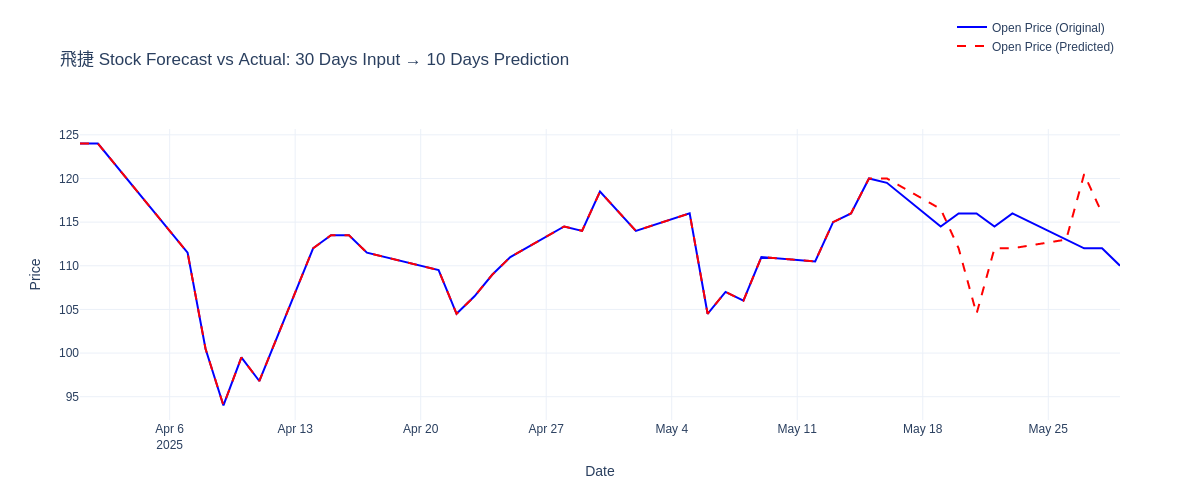 Open Price (Original)
Open Price (Predicted)
飛捷 Stock Forecast vs Actual: 30 Days Input → 10 Days Prediction
Price
125
120
115
110
105
100
95
Apr 6
2025
Apr 13
Apr 20
Apr 27
May 4
May 11
May 18
May 25
Date